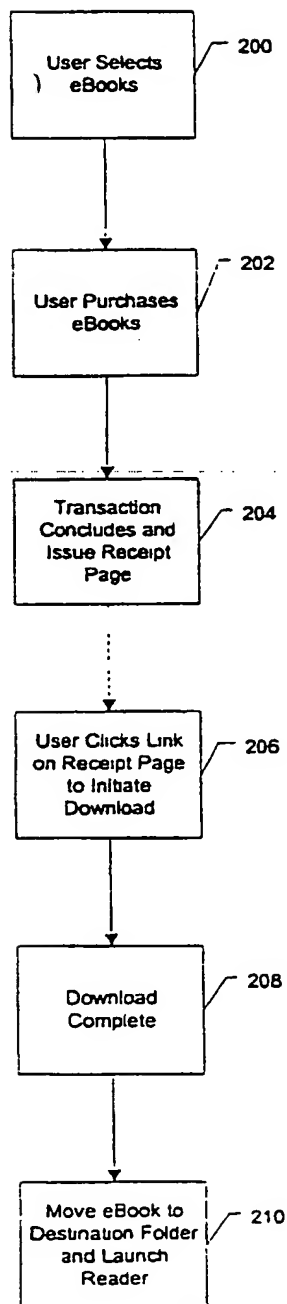 200
User Selects
eBooks
202
User Purchases
eBooks
204
Transaction
Concludes and
Issue Receipt
Page
206
User Clicks Link
on Receipt Page
to Initiate
Download
208
Download
Complete
210
Move eBook to
Destination Folder
and Launch
Reader